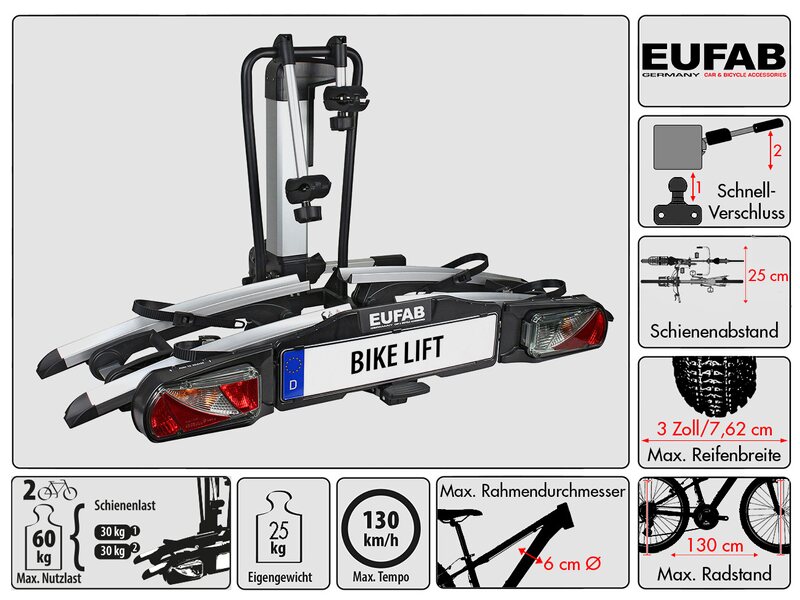 EUFAB
GERMANY CAR & BICYCLE ACCESSORIES
1
2
Schnell-
Verschluss
25 cm
Schienenabstand
3 Zoll/7,62 cm
Max. Reifenbreite
130 cm
Max. Radstand
EUFAB
D
BIKE LIFT
2
Schienenlast
60
kg
30 kg 1
30 kg 2
Max. Nutzlast
25
kg
Eigengewicht
130
km/h
Max. Tempo
Max. Rahmendurchmesser
6 cm Ø